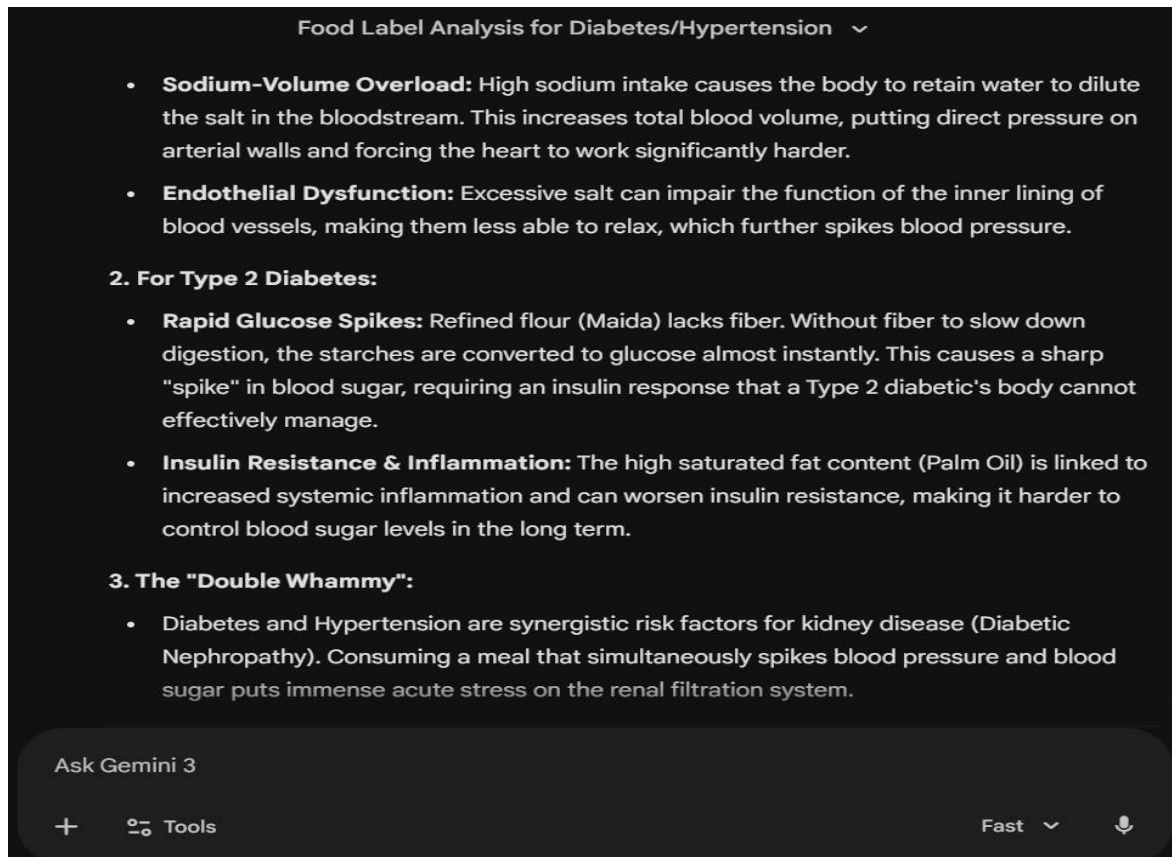 Food Label Analysis for Diabetes/Hypertension
• Sodium-Volume Overload: High sodium intake causes the body to retain water to dilute
the salt in the bloodstream. This increases total blood volume, putting direct pressure on
arterial walls and forcing the heart to work significantly harder.
• Endothelial Dysfunction: Excessive salt can impair the function of the inner lining of
blood vessels, making them less able to relax, which further spikes blood pressure.
2. For Type 2 Diabetes:
• Rapid Glucose Spikes: Refined flour (Maida) lacks fiber. Without fiber to slow down
digestion, the starches are converted to glucose almost instantly. This causes a sharp
"spike" in blood sugar, requiring an insulin response that a Type 2 diabetic's body cannot
effectively manage.
• Insulin Resistance & Inflammation: The high saturated fat content (Palm Oil) is linked to
increased systemic inflammation and can worsen insulin resistance, making it harder to
control blood sugar levels in the long term.
3. The "Double Whammy":
• Diabetes and Hypertension are synergistic risk factors for kidney disease (Diabetic
Nephropathy). Consuming a meal that simultaneously spikes blood pressure and blood
sugar puts immense acute stress on the renal filtration system.
Ask Gemini 3
Tools
Fast